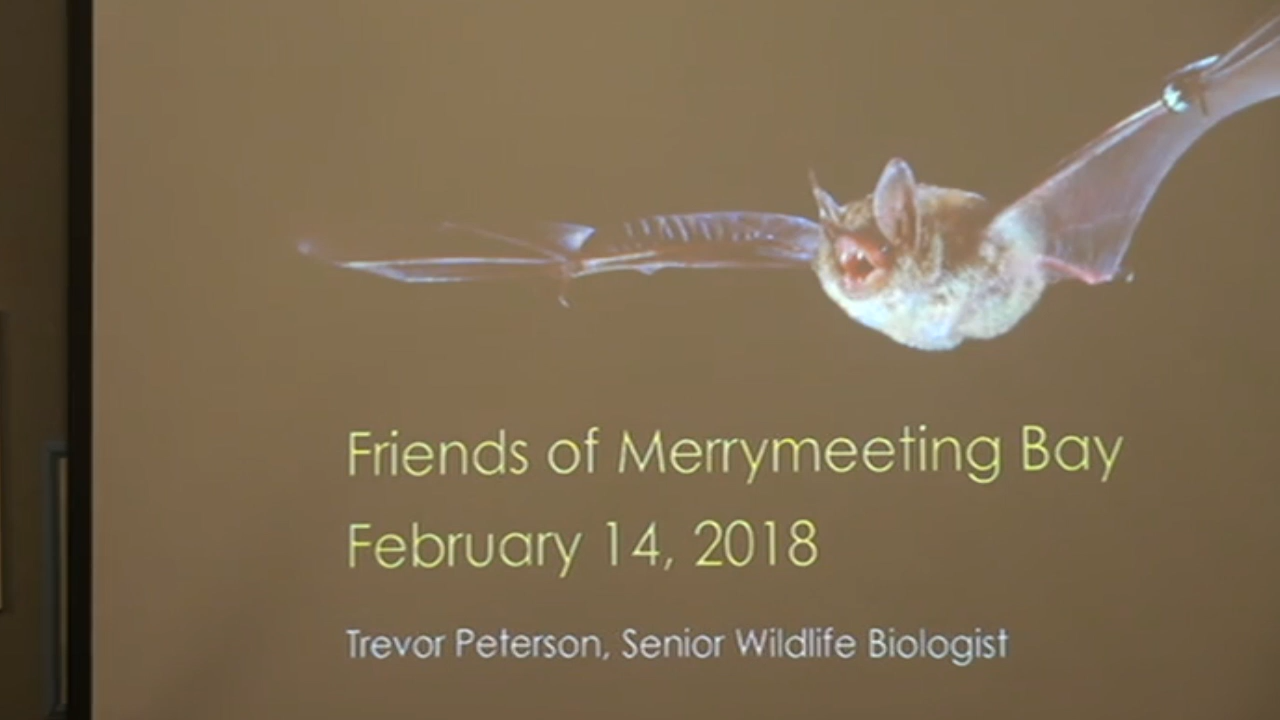 Friends of Merrymeeting Bay
February 14, 2018
Trevor Peterson, Senior Wildlife Biologist